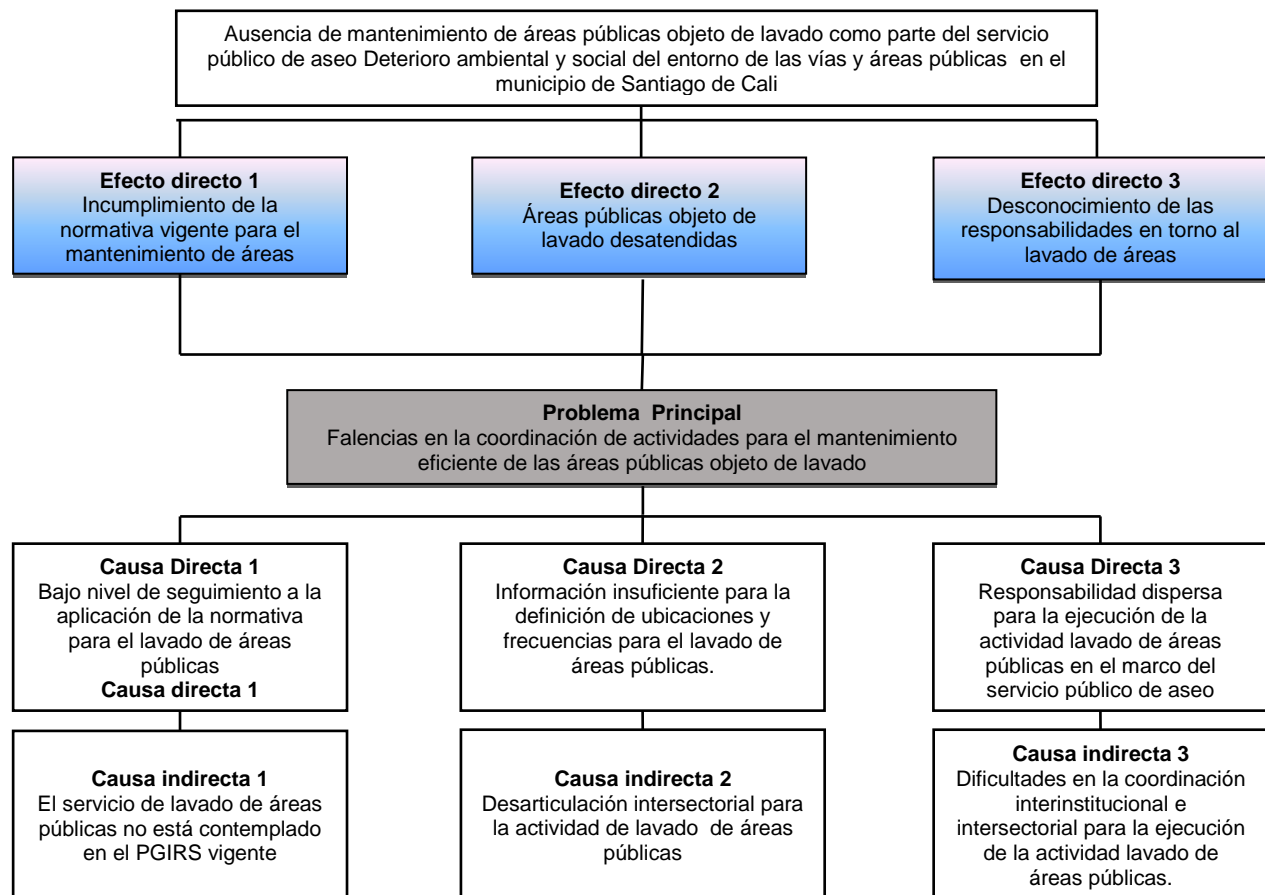 Ausencia de mantenimiento de áreas públicas objeto de lavado como parte del servicio
público de aseo Deterioro ambiental y social del entorno de las vías y áreas públicas en el
municipio de Santiago de Cali
Efecto directo 1
Incumplimiento de la
normativa vigente para el
mantenimiento de áreas
Efecto directo 2
Áreas públicas objeto de
lavado desatendidas
Efecto directo 3
Desconocimiento de las
responsabilidades en torno al
lavado de áreas
Problema Principal
Falencias en la coordinación de actividades para el mantenimiento
eficiente de las áreas públicas objeto de lavado
Causa Directa 1
Bajo nivel de seguimiento a la
aplicación de la normativa
para el lavado de áreas
públicas
Causa directa 1
Causa Directa 2
Información insuficiente para la
definición de ubicaciones y
frecuencias para el lavado de
áreas públicas.
Causa Directa 3
Responsabilidad dispersa
para la ejecución de la
actividad lavado de áreas
públicas en el marco del
servicio público de aseo
Causa indirecta 1
El servicio de lavado de áreas
públicas no está contemplado
en el PGIRS vigente
Causa indirecta 2
Desarticulación intersectorial para
la actividad de lavado de áreas
públicas
Causa indirecta 3
Dificultades en la coordinación
interinstitucional e
intersectorial para la ejecución
de la actividad lavado de
áreas públicas.